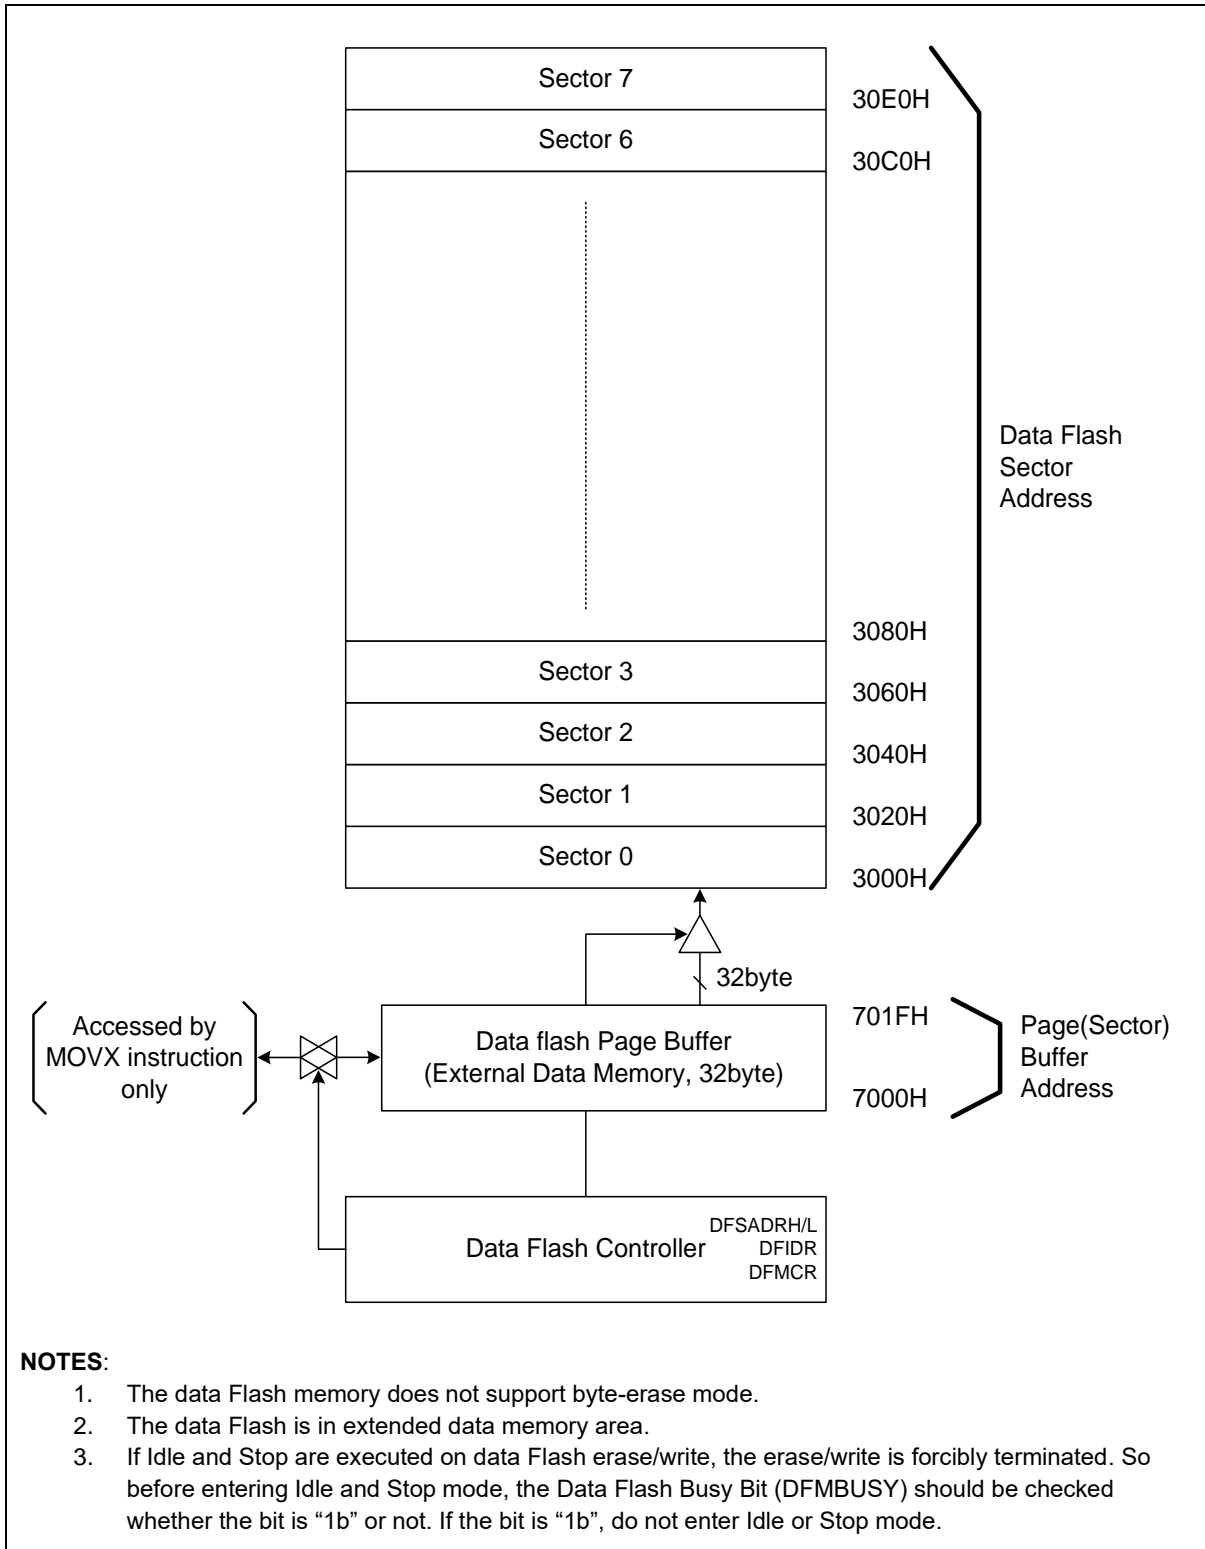 Sector 7
30E0H
Sector 6
30C0H
Data Flash
Sector
Address
3080H
Sector 3
3060H
Sector 2
3040H
Sector 1
3020H
Sector 0
3000H
32byte
Accessed by
MOVX instruction
only
Data flash Page Buffer
(External Data Memory, 32byte)
701FH
7000H
Page(Sector)
Buffer
Address
Data Flash Controller
DFSADRH/L
DFIDR
DFMCR
NOTES:
1. The data Flash memory does not support byte-erase mode.
2. The data Flash is in extended data memory area.
3. If Idle and Stop are executed on data Flash erase/write, the erase/write is forcibly terminated. So
before entering Idle and Stop mode, the Data Flash Busy Bit (DFMBUSY) should be checked
whether the bit is “1b” or not. If the bit is “1b”, do not enter Idle or Stop mode.